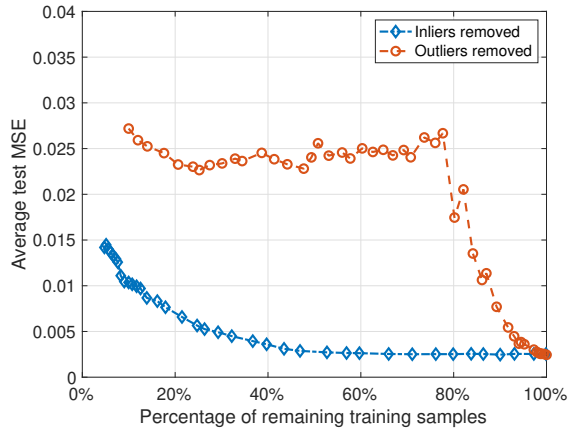 0.04
0.035
0.03
0.025
0.02
0.015
0.01
0.005
0
Average test MSE
Inliers removed
Outliers removed
0% 20% 40% 60% 80% 100%
Percentage of remaining training samples